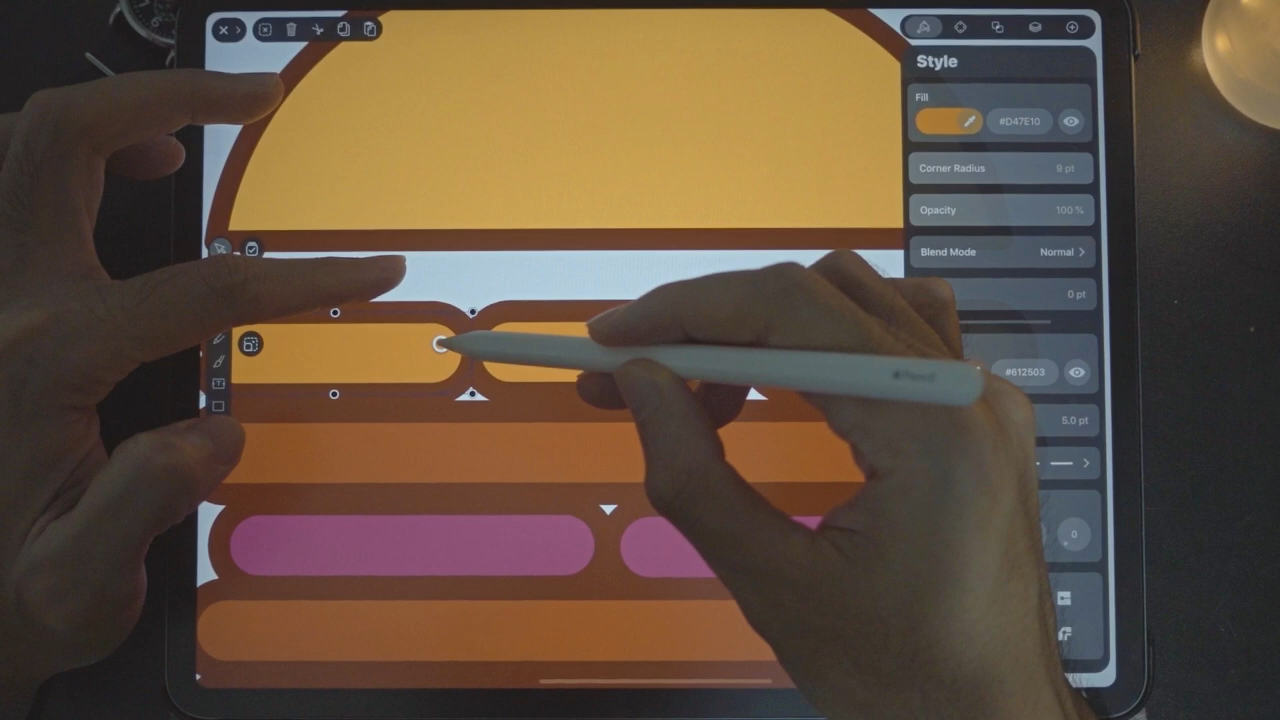 Style
Fill
#D47E10
Corner Radius 9 pt
Opacity 100 %
Blend Mode Normal
0 pt
#612503
5.0 pt
0